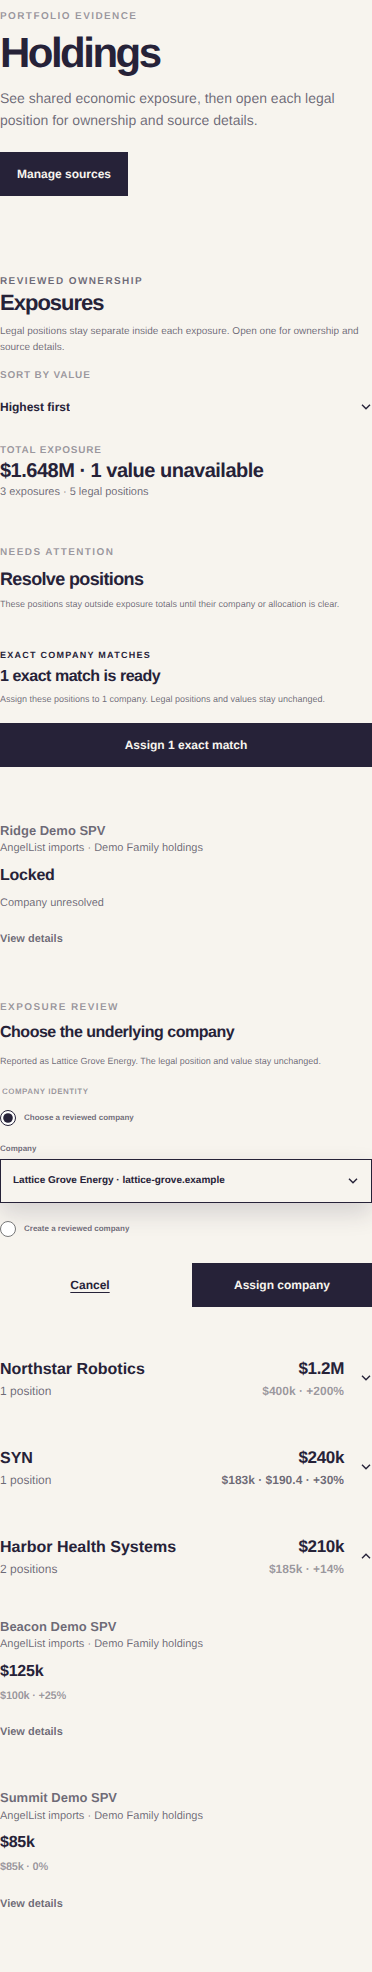 PORTFOLIO EVIDENCE
Holdings
See shared economic exposure, then open each legal
position for ownership and source details.
Manage sources
REVIEWED OWNERSHIP
Exposures
Legal positions stay separate inside each exposure. Open one for ownership and
source details.
SORT BY VALUE
Highest first
TOTAL EXPOSURE
$1.648M · 1 value unavailable
3 exposures · 5 legal positions
NEEDS ATTENTION
Resolve positions
These positions stay outside exposure totals until their company or allocation is clear.
EXACT COMPANY MATCHES
1 exact match is ready
Assign these positions to 1 company. Legal positions and values stay unchanged.
Assign 1 exact match
Ridge Demo SPV
AngelList imports · Demo Family holdings
Locked
Company unresolved
View details
EXPOSURE REVIEW
Choose the underlying company
Reported as Lattice Grove Energy. The legal position and value stay unchanged.
COMPANY IDENTITY
Choose a reviewed company
Company
Lattice Grove Energy · lattice-grove.example
Create a reviewed company
Cancel
Assign company
Northstar Robotics $1.2M
1 position $400k · +200%
SYN $240k
1 position $183k · $190.4 · +30%
Harbor Health Systems $210k
2 positions $185k · +14%
Beacon Demo SPV
AngelList imports · Demo Family holdings
$125k
$100k · +25%
View details
Summit Demo SPV
AngelList imports · Demo Family holdings
$85k
$85k · 0%
View details